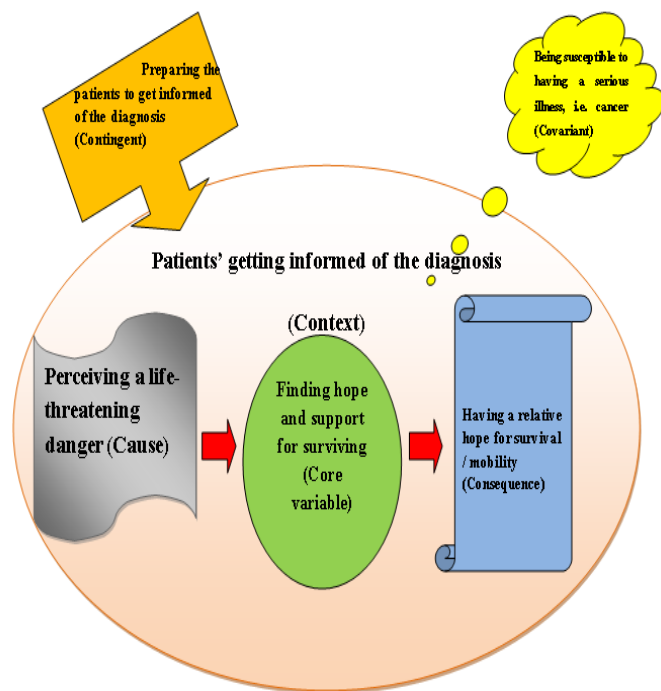 Preparing the
patients to get informed
of the diagnosis
(Contingent)
Being susceptible to
having a serious
illness, i.e. cancer
(Covariant)
Patients’ getting informed of the diagnosis
(Context)
Perceiving a life-
threatening
danger (Cause)
Finding hope
and support
for surviving
(Core
variable)
Having a relative
hope for survival
/ mobility
(Consequence)